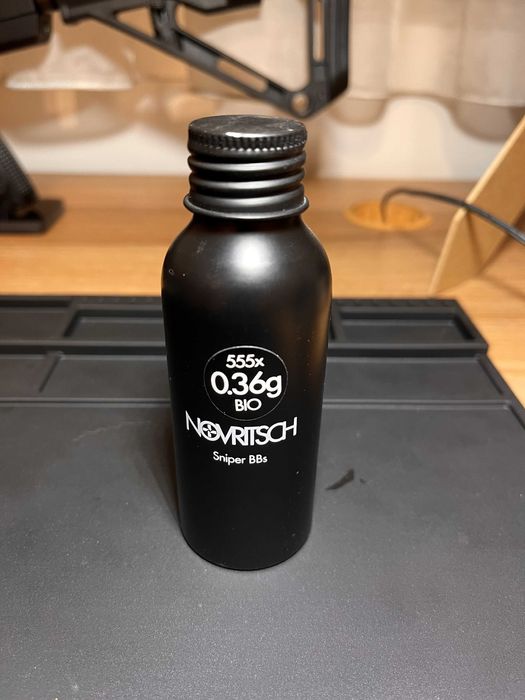 555x
0.36g
BIO
NOVRITSCH
Sniper BBs